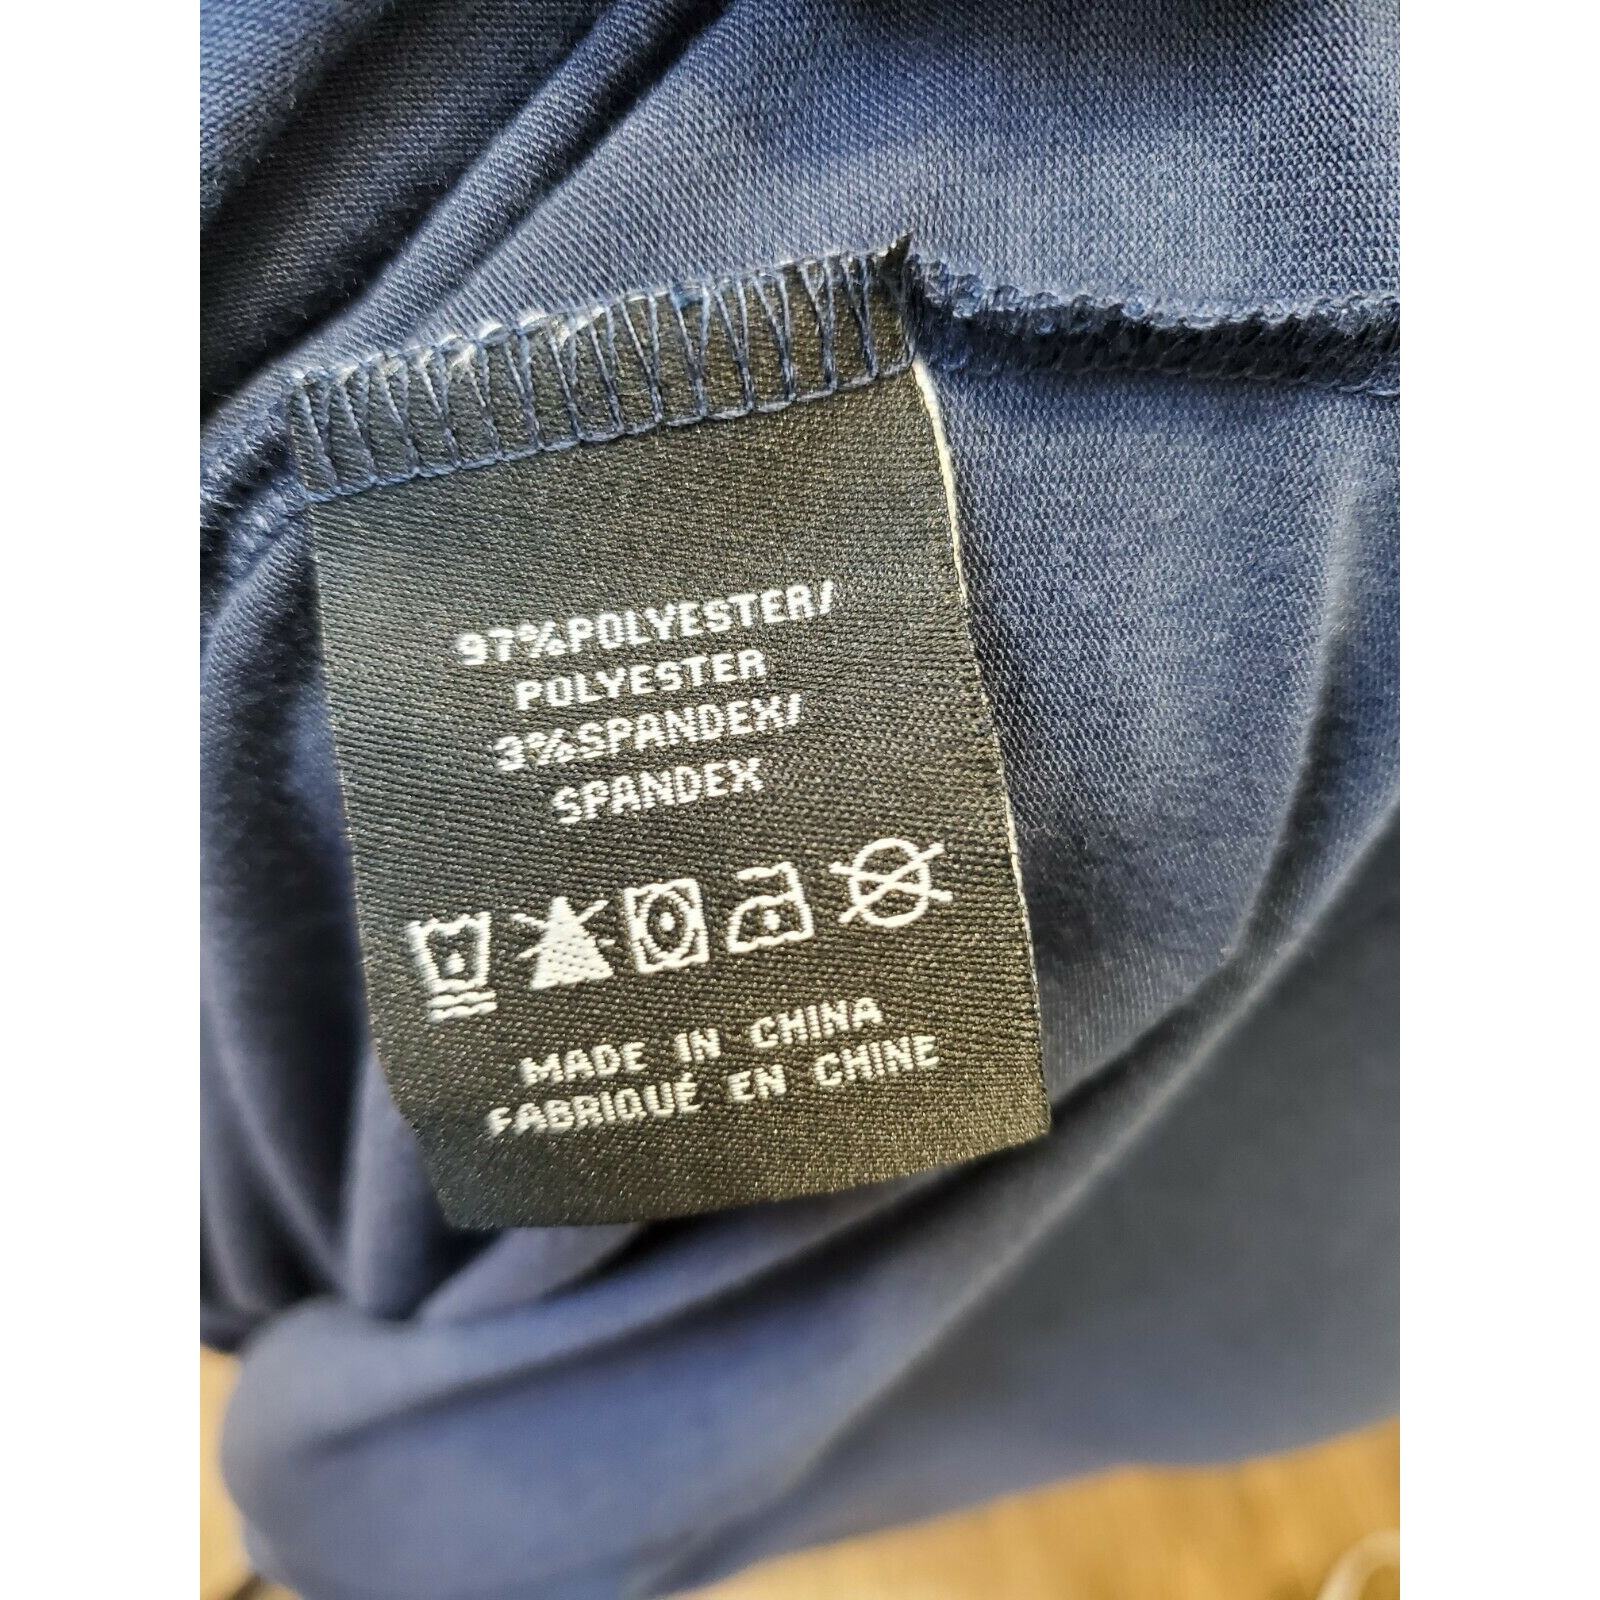 97%POLYESTER/
POLYESTER
3%SPANDEX/
SPANDEX
MADE IN CHINA
FABRIQUÉ EN CHINE